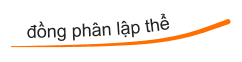 đồng phân lập thể